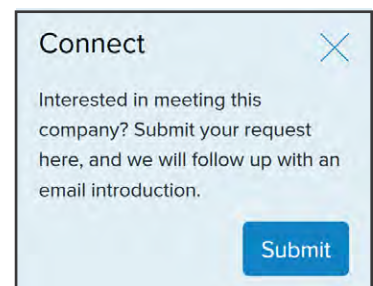 Connect
Interested in meeting this
company? Submit your request
here, and we will follow up with an
email introduction.
Submit